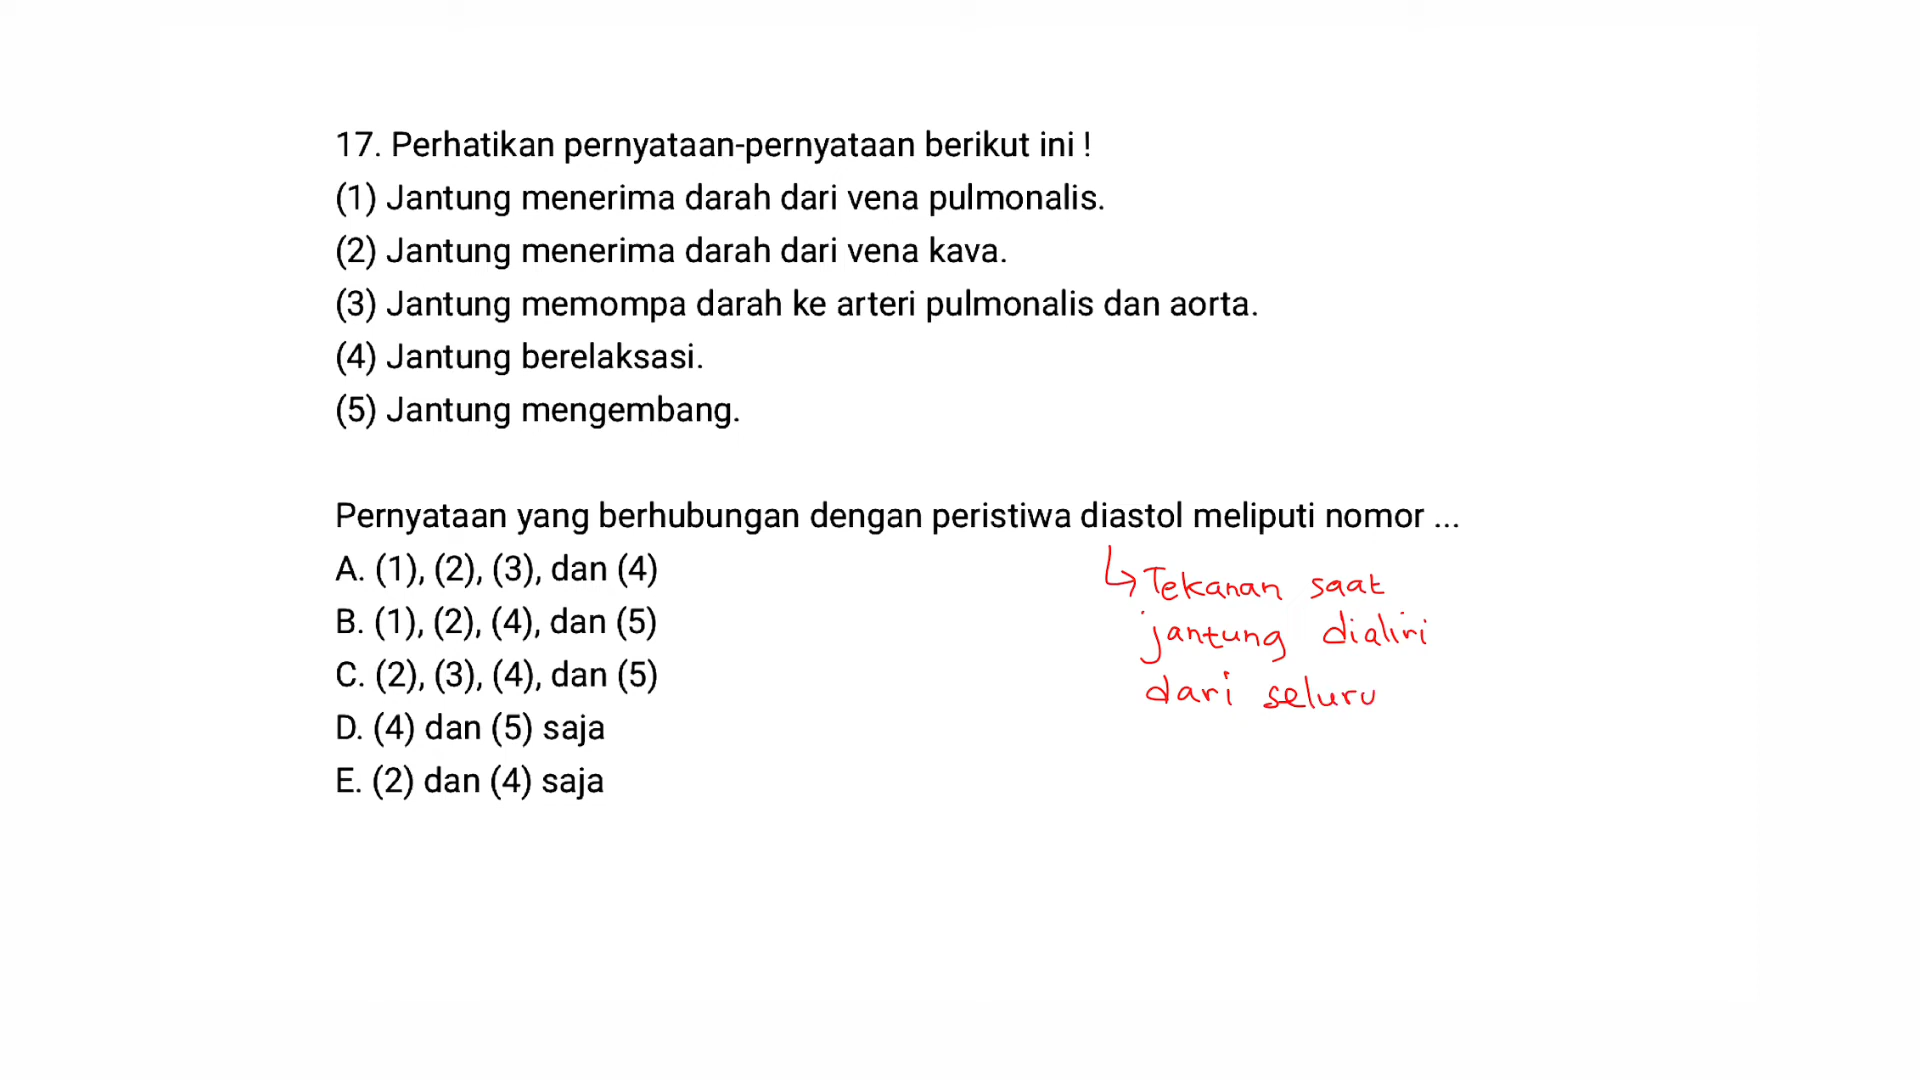 17. Perhatikan pernyataan-pernyataan berikut ini !
(1) Jantung menerima darah dari vena pulmonalis.
(2) Jantung menerima darah dari vena kava.
(3) Jantung memompa darah ke arteri pulmonalis dan aorta.
(4) Jantung berelaksasi.
(5) Jantung mengembang.
Pernyataan yang berhubungan dengan peristiwa diastol meliputi nomor ...
A. (1), (2), (3), dan (4)
B. (1), (2), (4), dan (5)
C. (2), (3), (4), dan (5)
D. (4) dan (5) saja
E. (2) dan (4) saja
↳ Tekanan saat
jantung dialiri
dari seluru